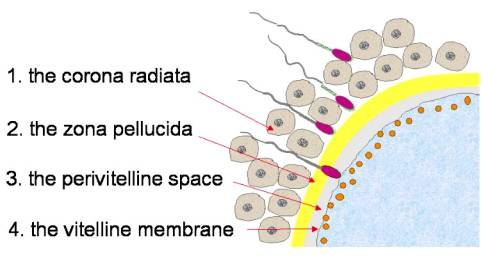 1. the corona radiata
2. the zona pellucida
3. the perivitelline space
4. the vitelline membrane